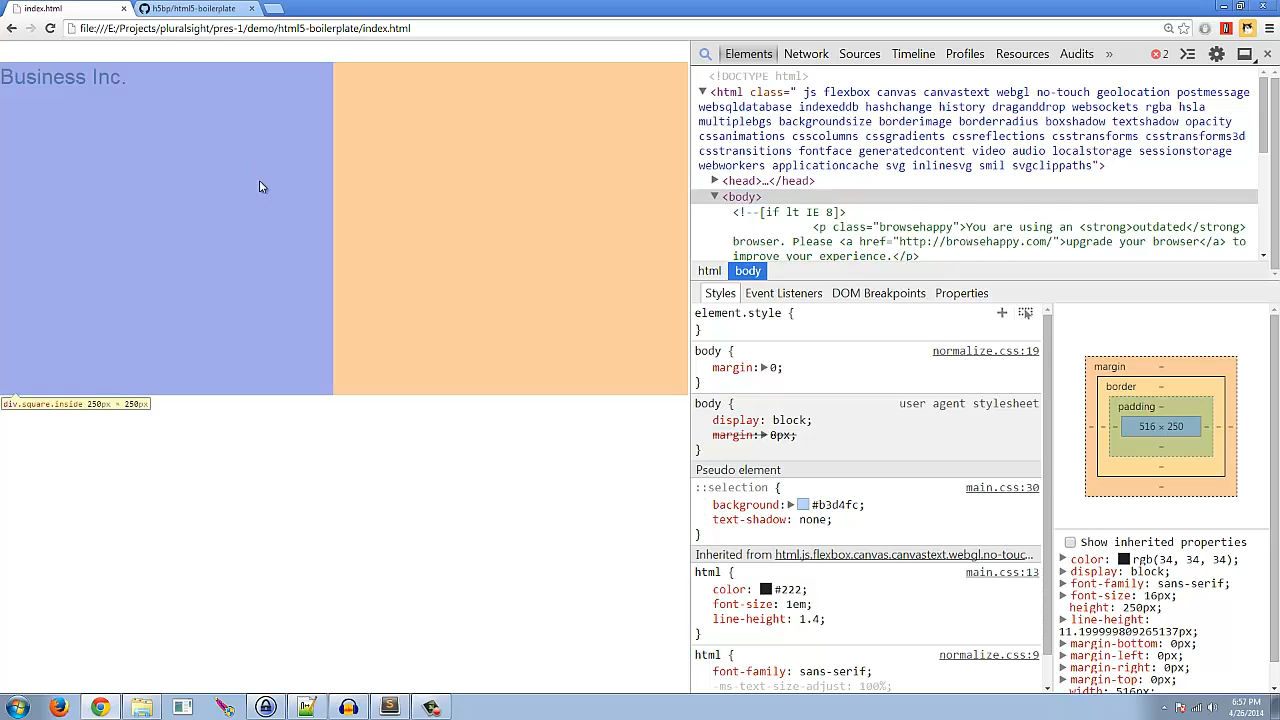 index.html
h5bp/html5-boilerplate
file:///E:/Projects/pluralsight/pres-1/demo/html5-boilerplate/index.html
Business Inc.
div.square.inside 250px × 250px
Elements Network Sources Timeline Profiles Resources Audits » 2
<!DOCTYPE html>
<html class=" js flexbox canvas canvastext webgl no-touch geolocation postmessage
websqldatabase indexeddb hashchange history draganddrop websockets rgba hsla
multiplebgs backgroundsize borderimage borderradius boxshadow textshadow opacity
cssanimations csscolumns cssgradients cssreflections csstransforms csstransforms3d
csstransitions fontface generatedcontent video audio localstorage sessionstorage
webworkers applicationcache svg inlinesvg smil svgclippaths">
<head>…</head>
<body>
<!--[if lt IE 8]>
<p class="browsehappy">You are using an <strong>outdated</strong>
browser. Please <a href="http://browsehappy.com/">upgrade your browser</a> to
improve your experience.</p>
html body
Styles Event Listeners DOM Breakpoints Properties
element.style {
}
body { normalize.css:19
margin: 0;
}
body { user agent stylesheet
display: block;
margin: 8px;
}
Pseudo element
::selection { main.css:30
background: #b3d4fc;
text-shadow: none;
}
Inherited from html.js.flexbox.canvas.canvastext.webgl.no-touc…
html { main.css:13
color: #222;
font-size: 1em;
line-height: 1.4;
}
html { normalize.css:9
font-family: sans-serif;
-ms-text-size-adjust: 100%;
margin –
border –
padding –
– – – 516 × 250 – – –
–
–
–
Show inherited properties
color: rgb(34, 34, 34);
display: block;
font-family: sans-serif;
font-size: 16px;
height: 250px;
line-height:
11.199999809265137px;
margin-bottom: 0px;
margin-left: 0px;
margin-right: 0px;
margin-top: 0px;
width: 516px;
6:57 PM
4/26/2014